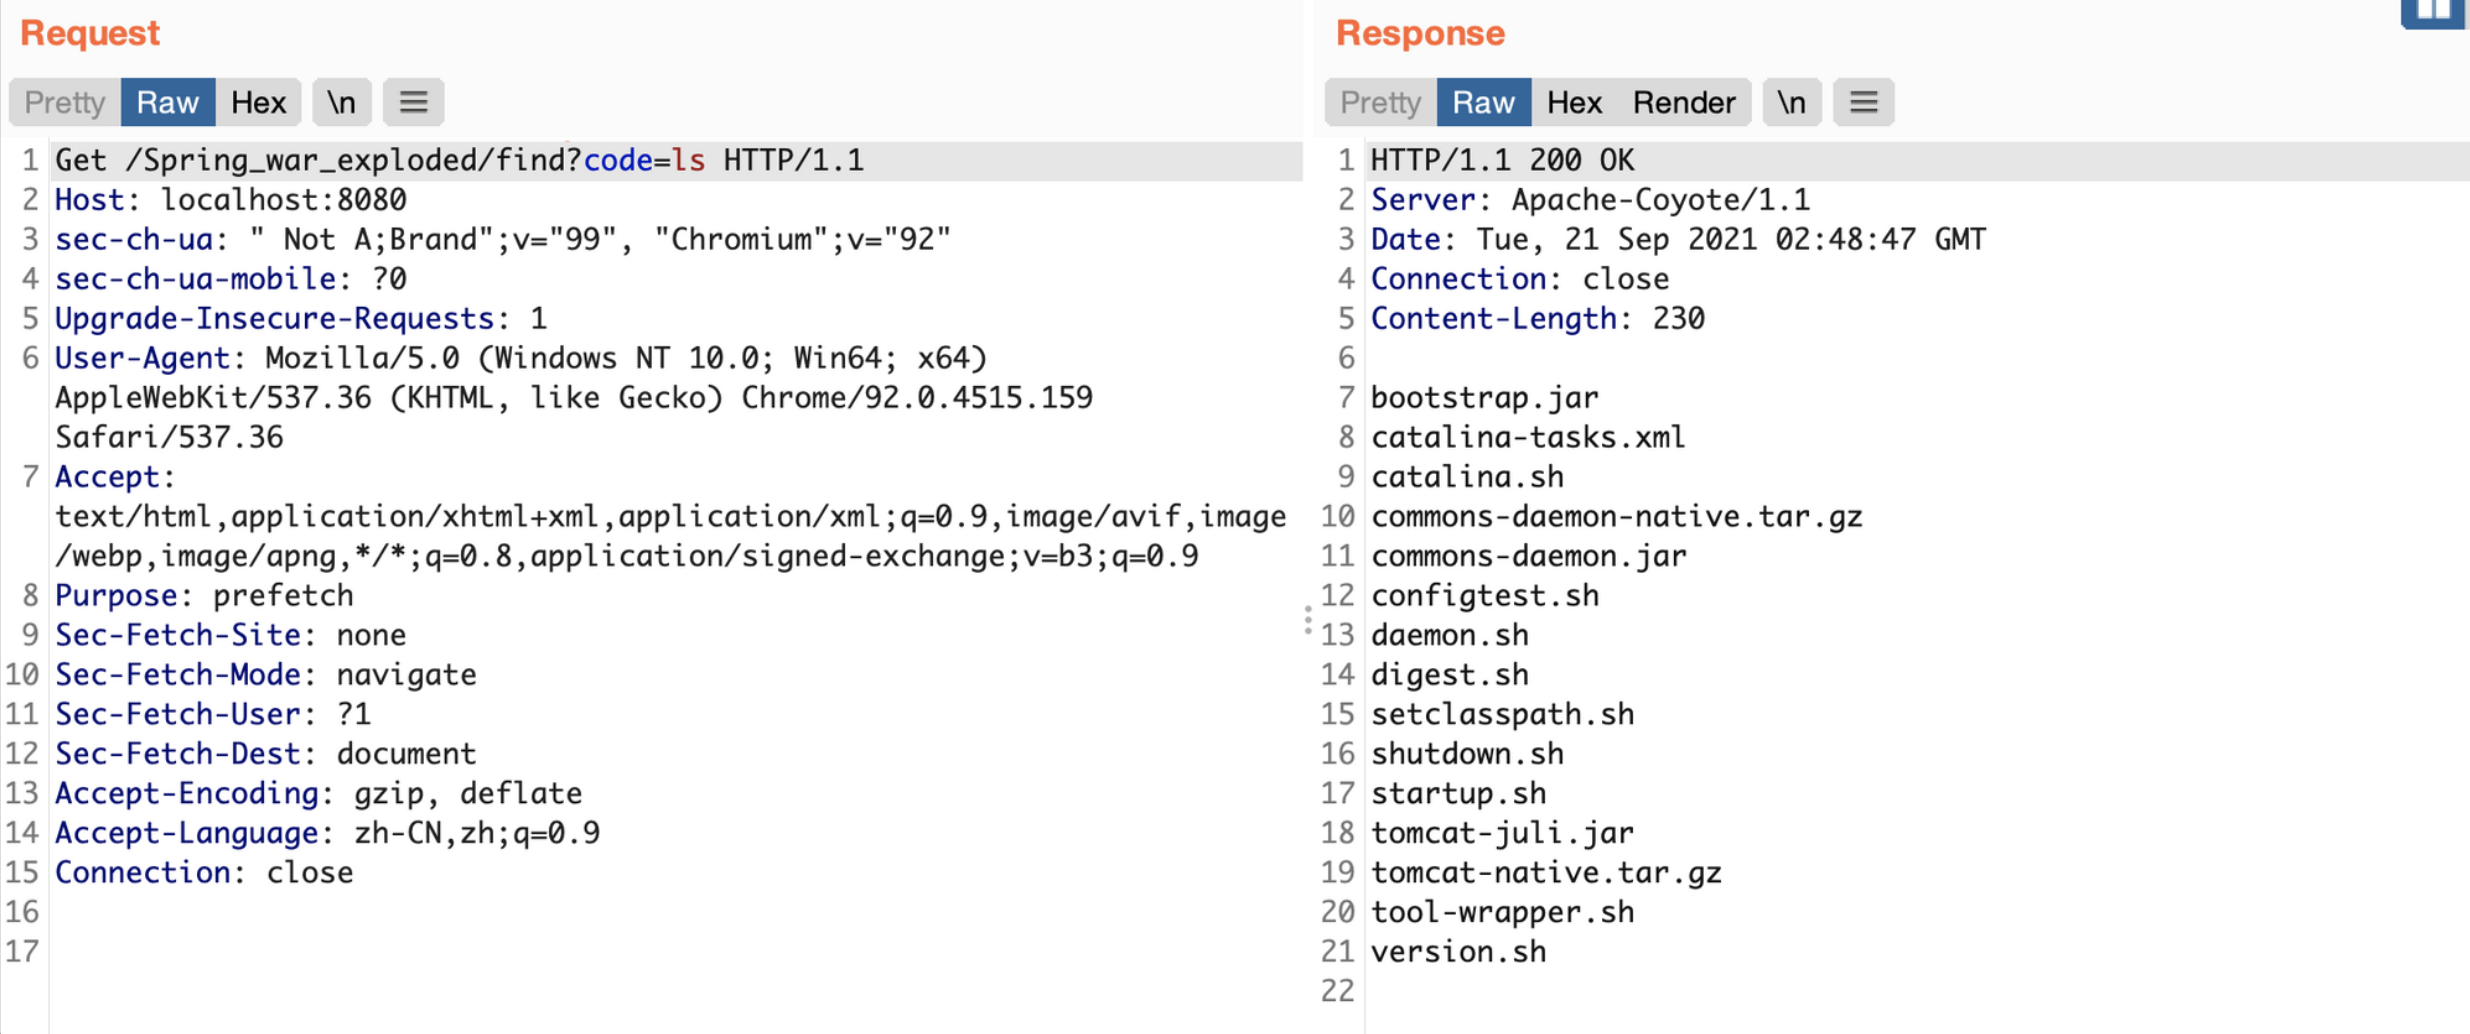 Request
Pretty Raw Hex \n
1 Get /Spring_war_exploded/find?code=ls HTTP/1.1
2 Host: localhost:8080
3 sec-ch-ua: " Not A;Brand";v="99", "Chromium";v="92"
4 sec-ch-ua-mobile: ?0
5 Upgrade-Insecure-Requests: 1
6 User-Agent: Mozilla/5.0 (Windows NT 10.0; Win64; x64)
AppleWebKit/537.36 (KHTML, like Gecko) Chrome/92.0.4515.159
Safari/537.36
7 Accept:
text/html,application/xhtml+xml,application/xml;q=0.9,image/avif,image
/webp,image/apng,*/*;q=0.8,application/signed-exchange;v=b3;q=0.9
8 Purpose: prefetch
9 Sec-Fetch-Site: none
10 Sec-Fetch-Mode: navigate
11 Sec-Fetch-User: ?1
12 Sec-Fetch-Dest: document
13 Accept-Encoding: gzip, deflate
14 Accept-Language: zh-CN,zh;q=0.9
15 Connection: close
16
17
Response
Pretty Raw Hex Render \n
1 HTTP/1.1 200 OK
2 Server: Apache-Coyote/1.1
3 Date: Tue, 21 Sep 2021 02:48:47 GMT
4 Connection: close
5 Content-Length: 230
6
7 bootstrap.jar
8 catalina-tasks.xml
9 catalina.sh
10 commons-daemon-native.tar.gz
11 commons-daemon.jar
12 configtest.sh
13 daemon.sh
14 digest.sh
15 setclasspath.sh
16 shutdown.sh
17 startup.sh
18 tomcat-juli.jar
19 tomcat-native.tar.gz
20 tool-wrapper.sh
21 version.sh
22